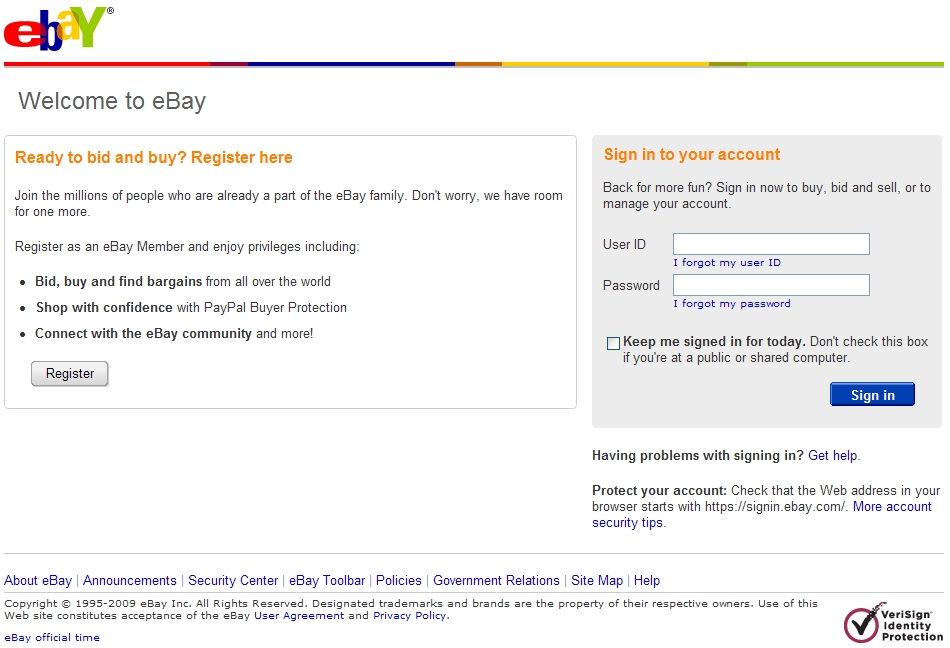 ebaY®
Welcome to eBay
Ready to bid and buy? Register here
Join the millions of people who are already a part of the eBay family. Don't worry, we have room
for one more.
Register as an eBay Member and enjoy privileges including:
• Bid, buy and find bargains from all over the world
• Shop with confidence with PayPal Buyer Protection
• Connect with the eBay community and more!
Register
Sign in to your account
Back for more fun? Sign in now to buy, bid and sell, or to
manage your account.
User ID
I forgot my user ID
Password
I forgot my password
Keep me signed in for today. Don't check this box
if you're at a public or shared computer.
Sign in
Having problems with signing in? Get help.
Protect your account: Check that the Web address in your
browser starts with https://signin.ebay.com/. More account
security tips.
About eBay | Announcements | Security Center | eBay Toolbar | Policies | Government Relations | Site Map | Help
Copyright © 1995-2009 eBay Inc. All Rights Reserved. Designated trademarks and brands are the property of their respective owners. Use of this
Web site constitutes acceptance of the eBay User Agreement and Privacy Policy.
eBay official time
VeriSign
Identity
Protection